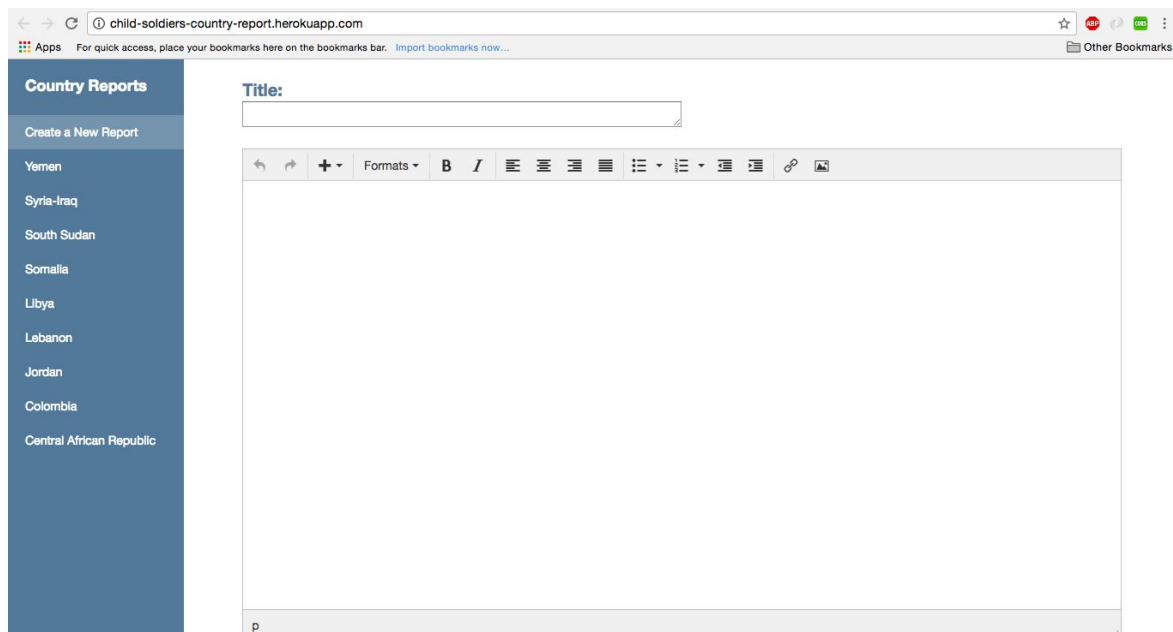 child-soldiers-country-report.herokuapp.com
ABP
CORS
Apps For quick access, place your bookmarks here on the bookmarks bar. Import bookmarks now...
Other Bookmarks
Country Reports
Create a New Report
Yemen
Syria-Iraq
South Sudan
Somalia
Libya
Lebanon
Jordan
Colombia
Central African Republic
Title:
Formats B I
p